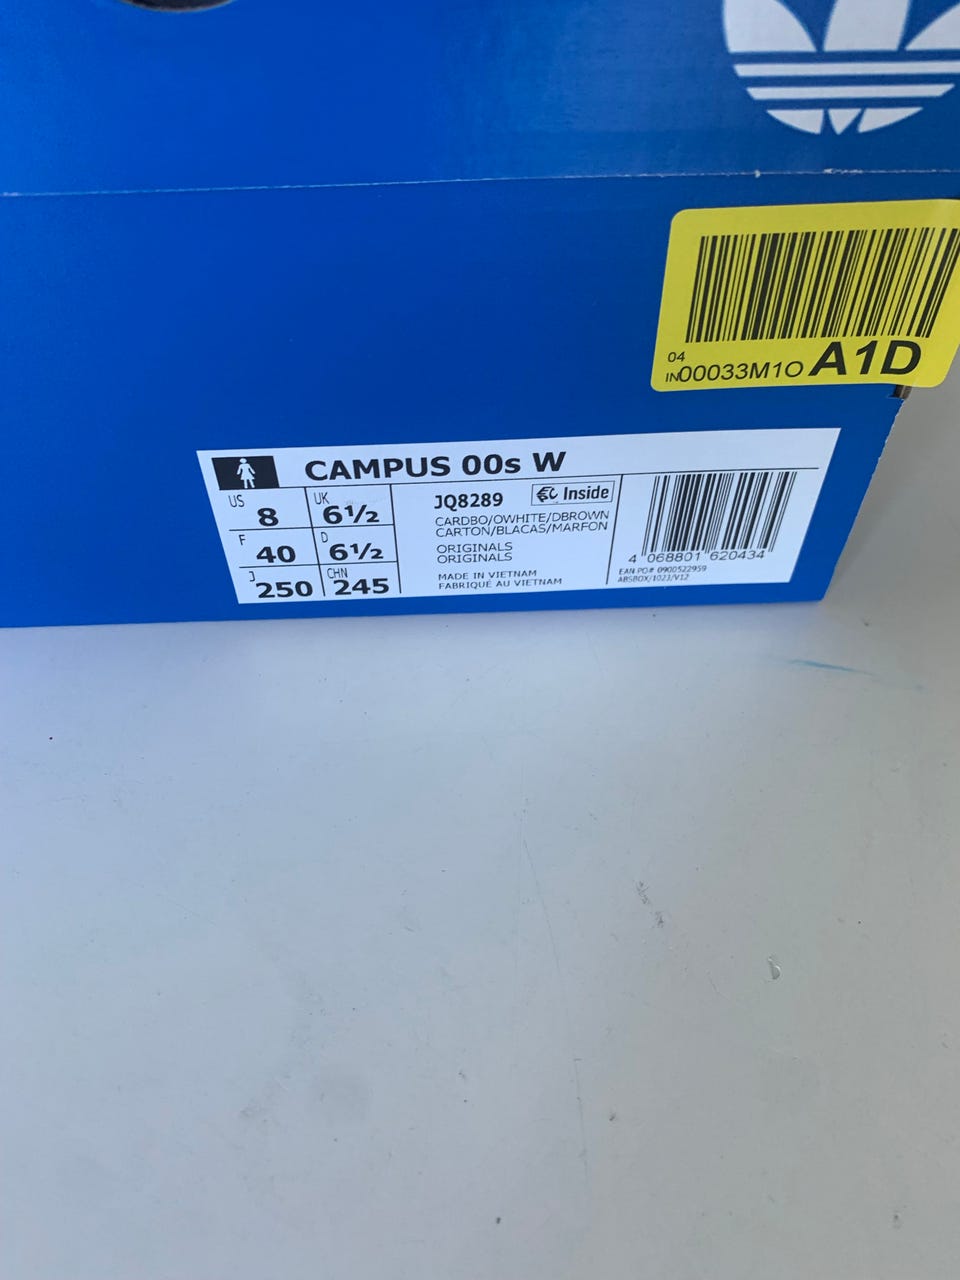 04
IN00033M1O A1D
CAMPUS 00s W
US 8
UK 6½
F 40
D 6½
J 250
CHN 245
JQ8289
Inside
CARDBO/OWHITE/DBROWN
CARTON/BLACAS/MARFON
ORIGINALS
ORIGINALS
MADE IN VIETNAM
FABRIQUÉ AU VIETNAM
4 068801 620434
EAN PO# 0900522959
ABSBOX/1023/V12